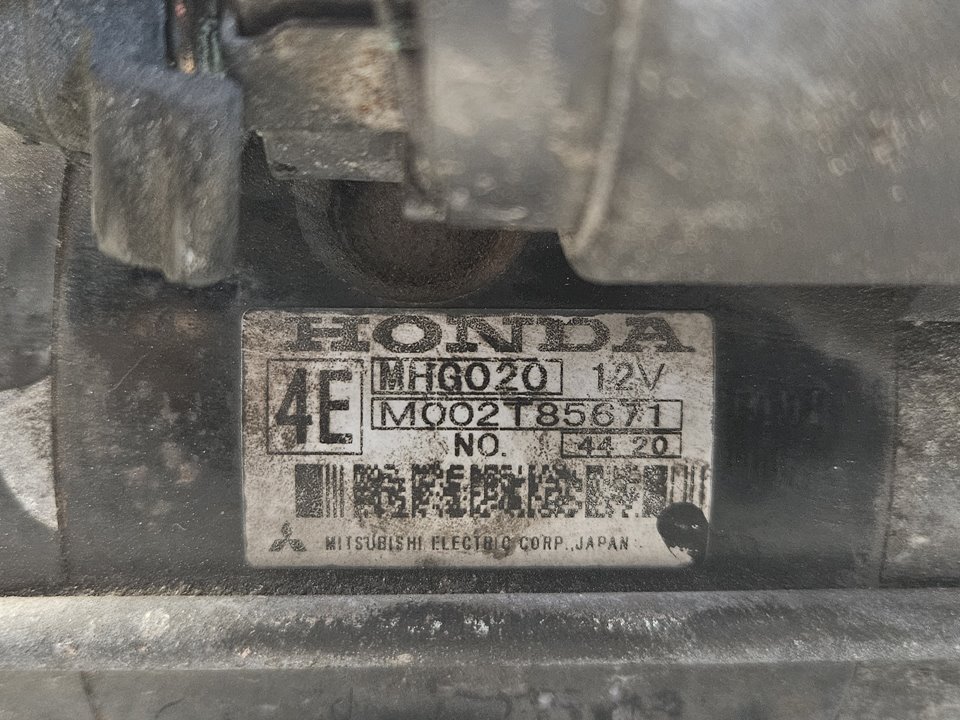 HONDA
4E MHG020 12V
M002T85671
NO. 44 20
MITSUBISHI ELECTRIC CORP.,JAPAN